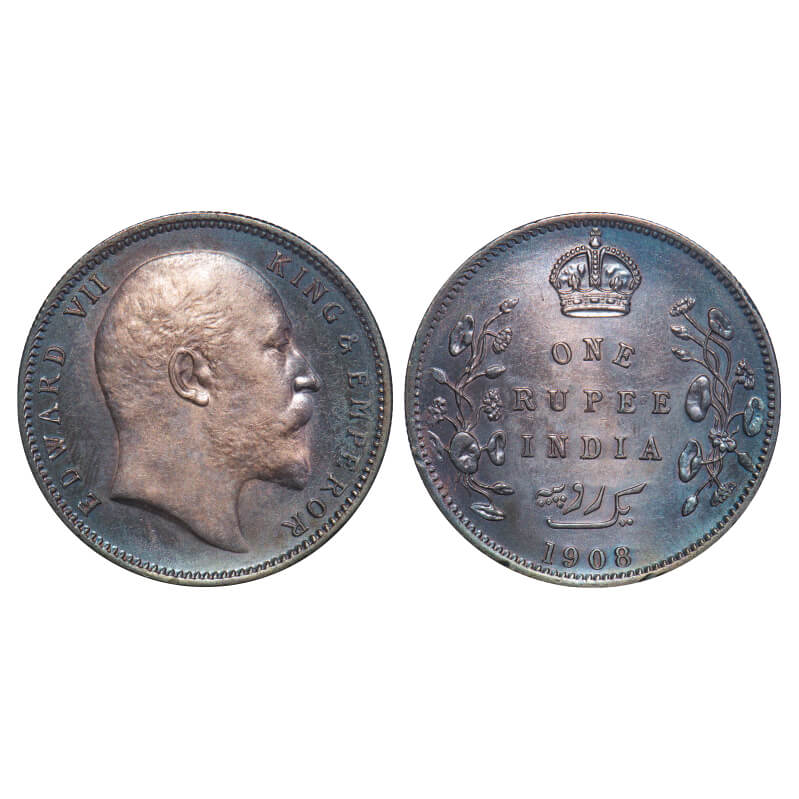 EDWARD VII KING & EMPEROR
ONE
RUPEE
INDIA
یک روپیہ
1908